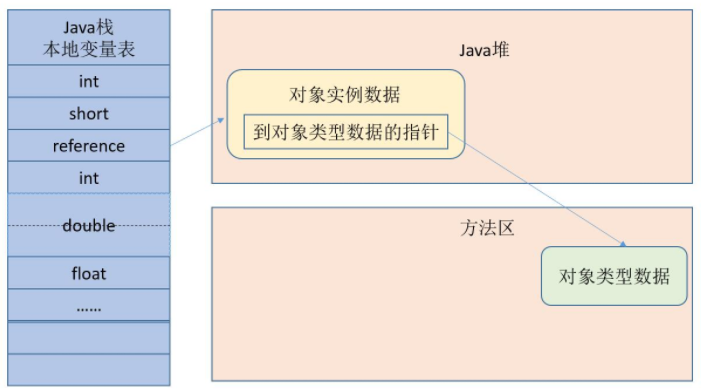 Java栈
本地变量表
int
short
reference
int
double
float
……
Java堆
对象实例数据
到对象类型数据的指针
方法区
对象类型数据